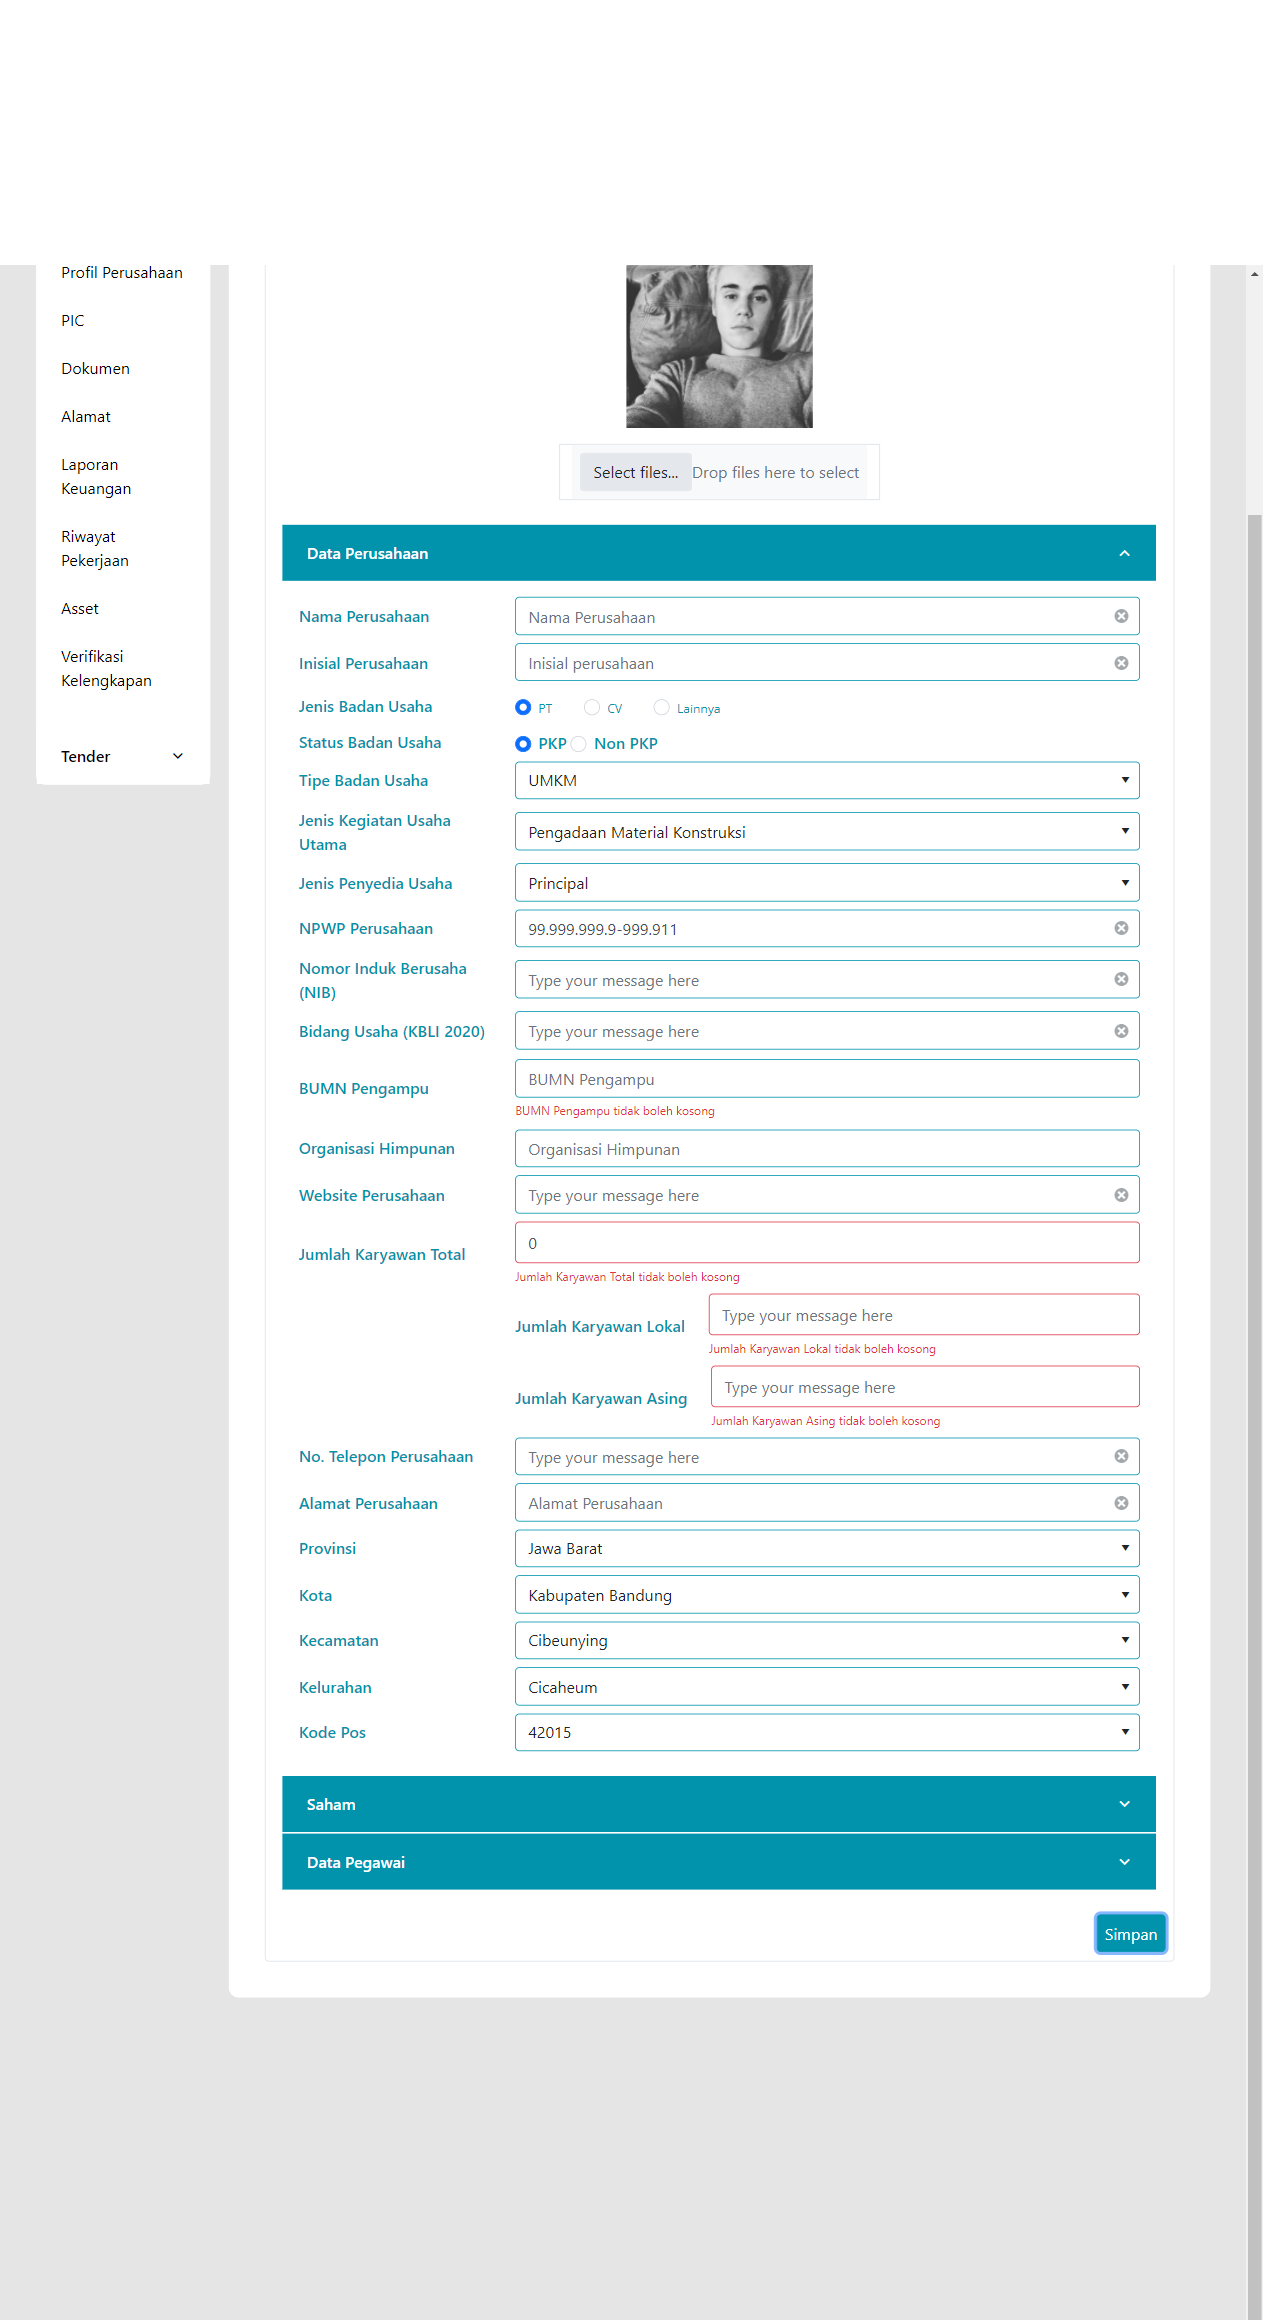 Profil Perusahaan
PIC
Dokumen
Alamat
Laporan
Keuangan
Riwayat
Pekerjaan
Asset
Verifikasi
Kelengkapan
Tender
Select files... Drop files here to select
Data Perusahaan
Nama Perusahaan Nama Perusahaan
Inisial Perusahaan Inisial perusahaan
Jenis Badan Usaha PT CV Lainnya
Status Badan Usaha PKP Non PKP
Tipe Badan Usaha UMKM
Jenis Kegiatan Usaha
Utama
Pengadaan Material Konstruksi
Jenis Penyedia Usaha Principal
NPWP Perusahaan 99.999.999.9-999.911
Nomor Induk Berusaha
(NIB)
Type your message here
Bidang Usaha (KBLI 2020) Type your message here
BUMN Pengampu BUMN Pengampu
BUMN Pengampu tidak boleh kosong
Organisasi Himpunan Organisasi Himpunan
Website Perusahaan Type your message here
Jumlah Karyawan Total 0
Jumlah Karyawan Total tidak boleh kosong
Jumlah Karyawan Lokal Type your message here
Jumlah Karyawan Lokal tidak boleh kosong
Jumlah Karyawan Asing Type your message here
Jumlah Karyawan Asing tidak boleh kosong
No. Telepon Perusahaan Type your message here
Alamat Perusahaan Alamat Perusahaan
Provinsi Jawa Barat
Kota Kabupaten Bandung
Kecamatan Cibeunying
Kelurahan Cicaheum
Kode Pos 42015
Saham
Data Pegawai
Simpan